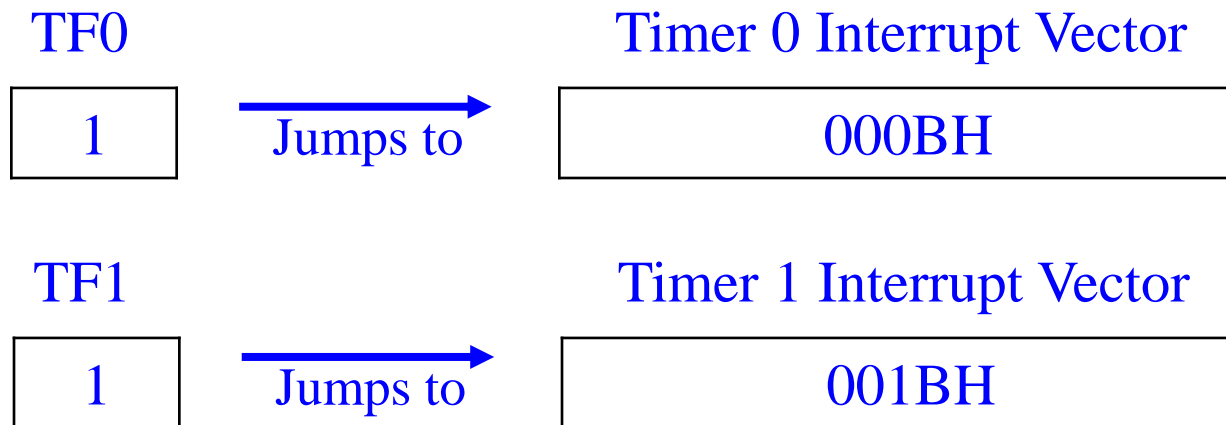 TF0 Timer 0 Interrupt Vector
1 Jumps to 000BH
TF1 Timer 1 Interrupt Vector
1 Jumps to 001BH